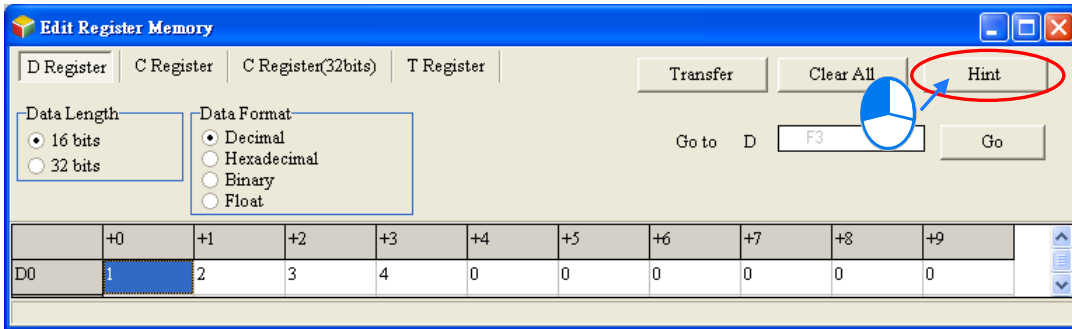 Edit Register Memory
D Register C Register C Register(32bits) T Register Transfer Clear All Hint
Data Length Data Format
16 bits Decimal Go to D F3 Go
32 bits Hexadecimal
Binary
Float
+0 +1 +2 +3 +4 +5 +6 +7 +8 +9
D0 1 2 3 4 0 0 0 0 0 0